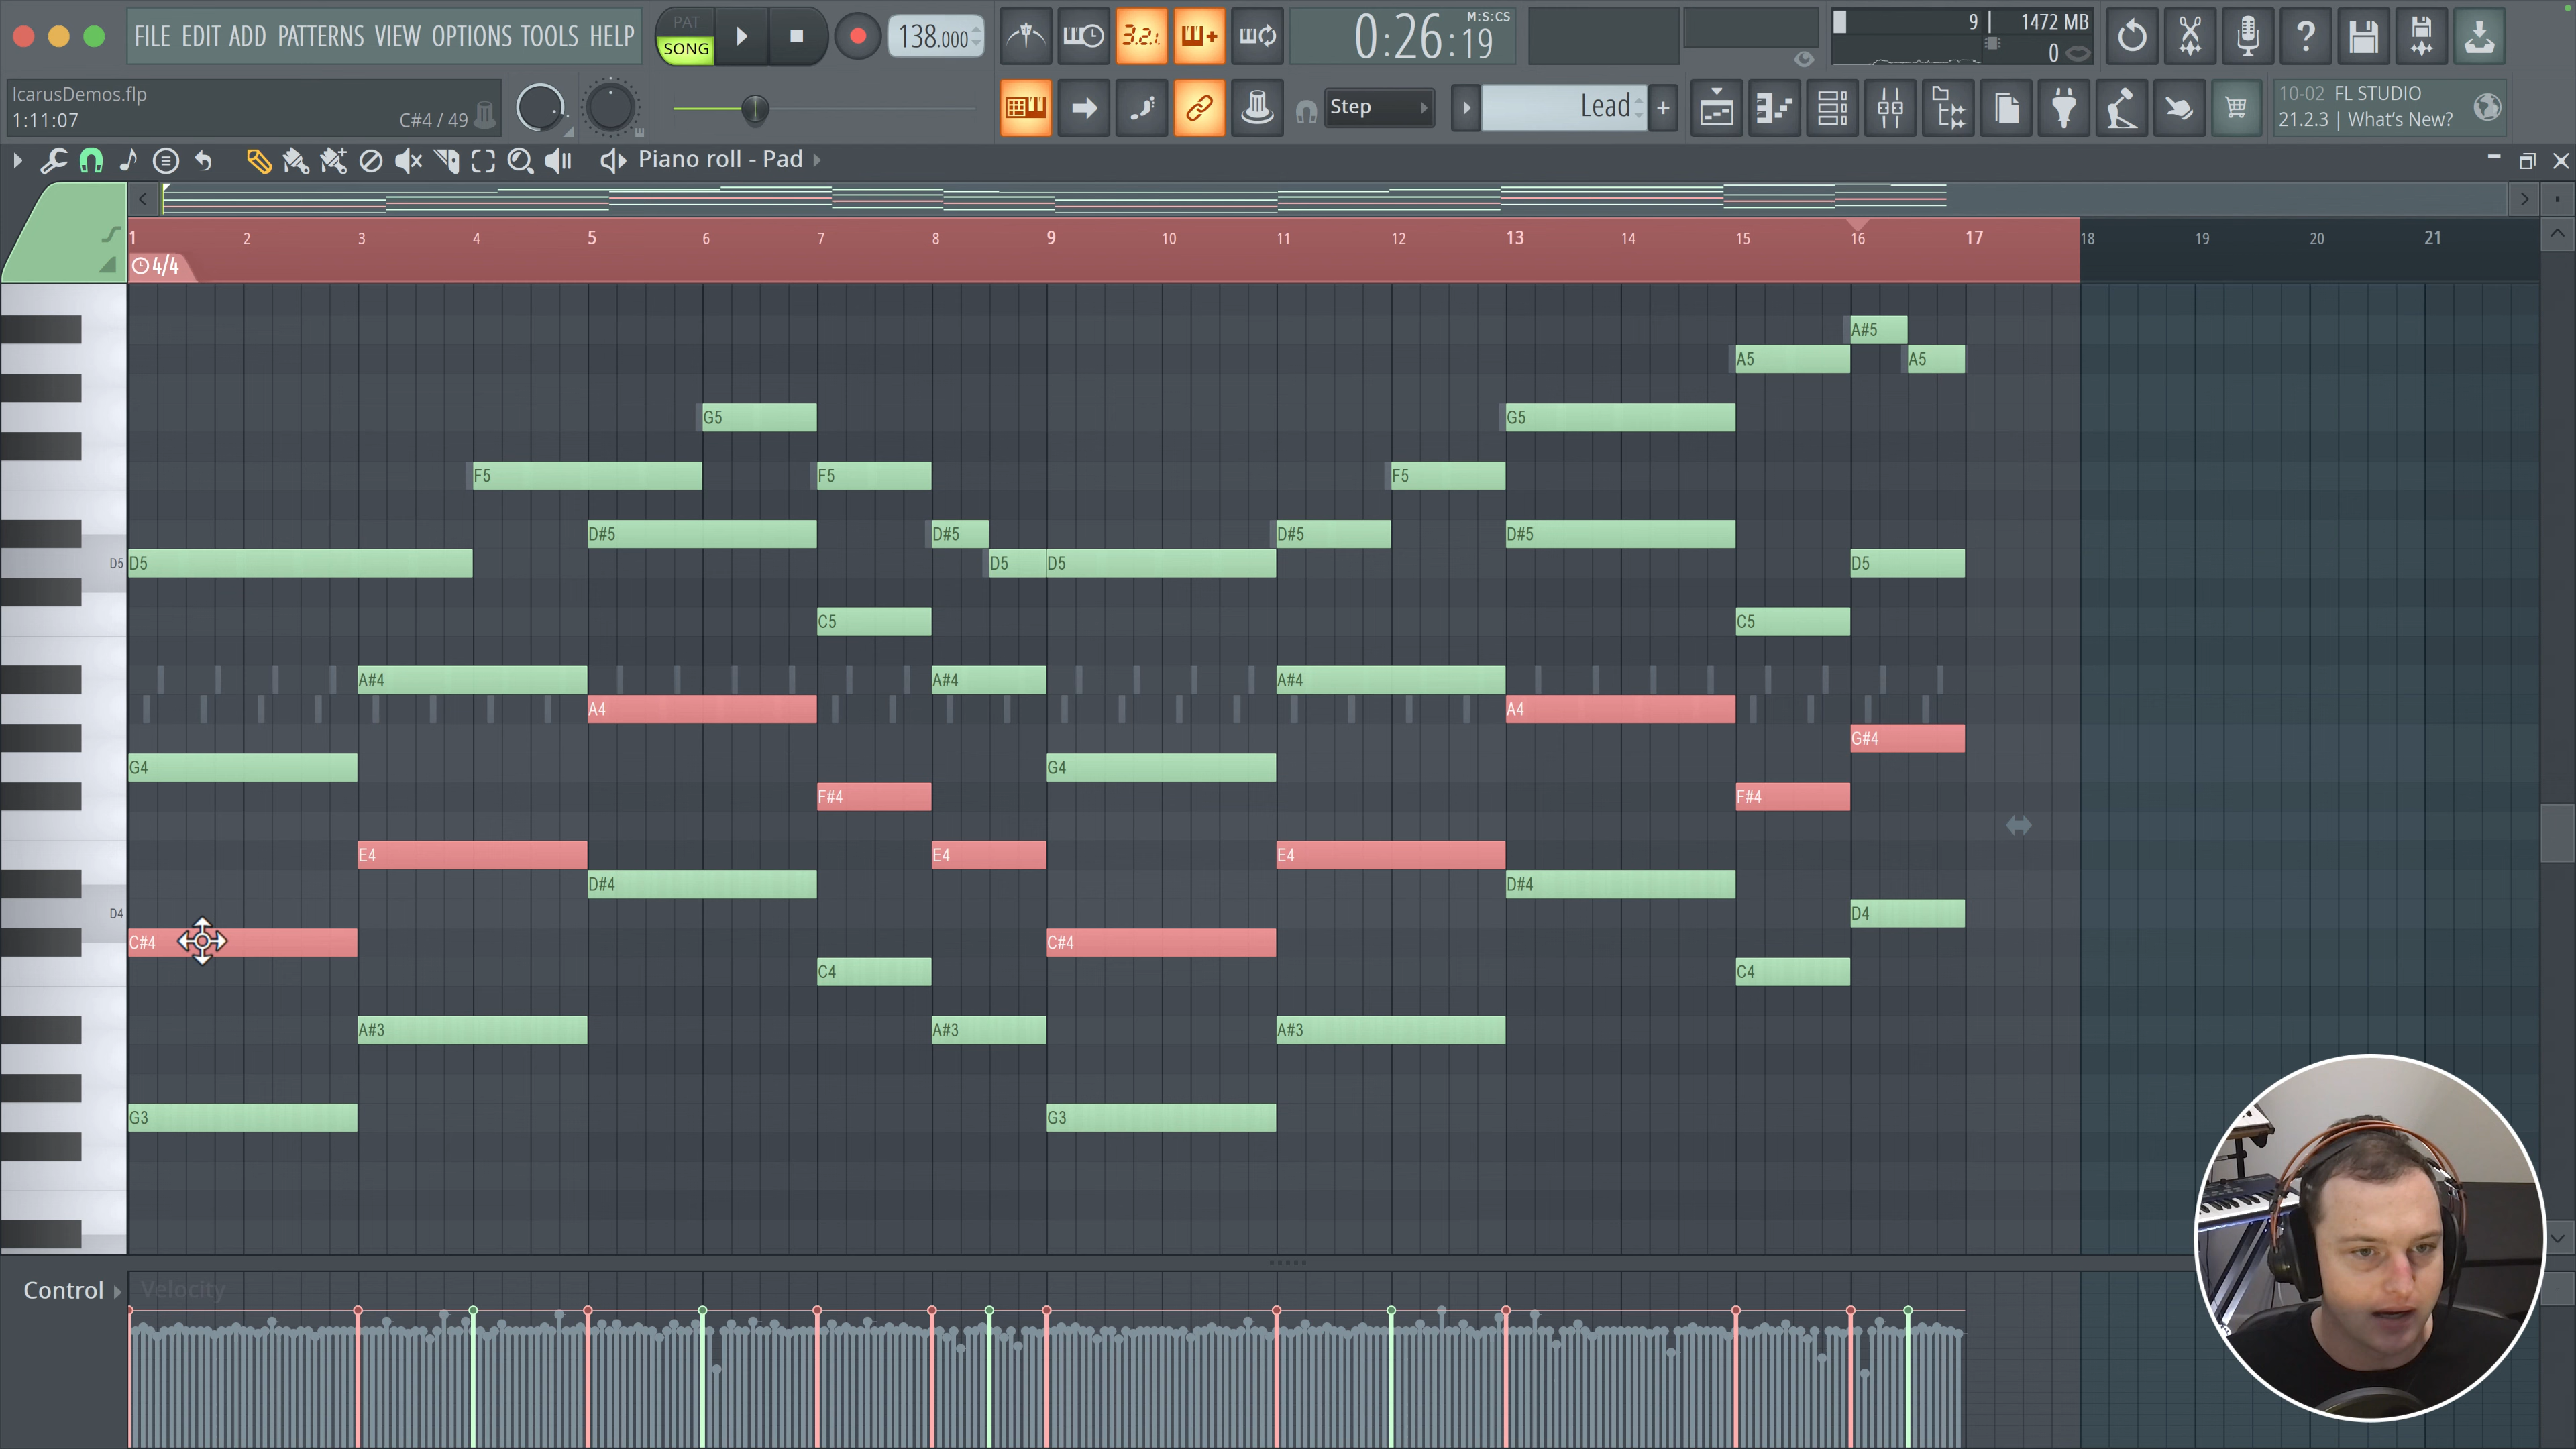 FILE EDIT ADD PATTERNS VIEW OPTIONS TOOLS HELP
PAT
SONG
138.000
3.2.
0:26:19
M:S:CS
9
1472 MB
0
IcarusDemos.flp
1:11:07
C#4 / 49
Step
Lead
10-02 FL STUDIO
21.2.3 | What's New?
Piano roll - Pad
1 2 3 4 5 6 7 8 9 10 11 12 13 14 15 16 17 18 19 20 21
4/4
A#5
A5 A5
G5 G5
F5 F5 F5
D#5 D#5 D#5 D#5
D5 D5 D5 D5 D5
C5 C5
A#4 A#4 A#4
A4 A4
G#4
G4 G4
F#4 F#4
E4 E4 E4
D#4 D#4
D4 D4
C#4 C#4
C4 C4
A#3 A#3 A#3
G3 G3
Control Velocity